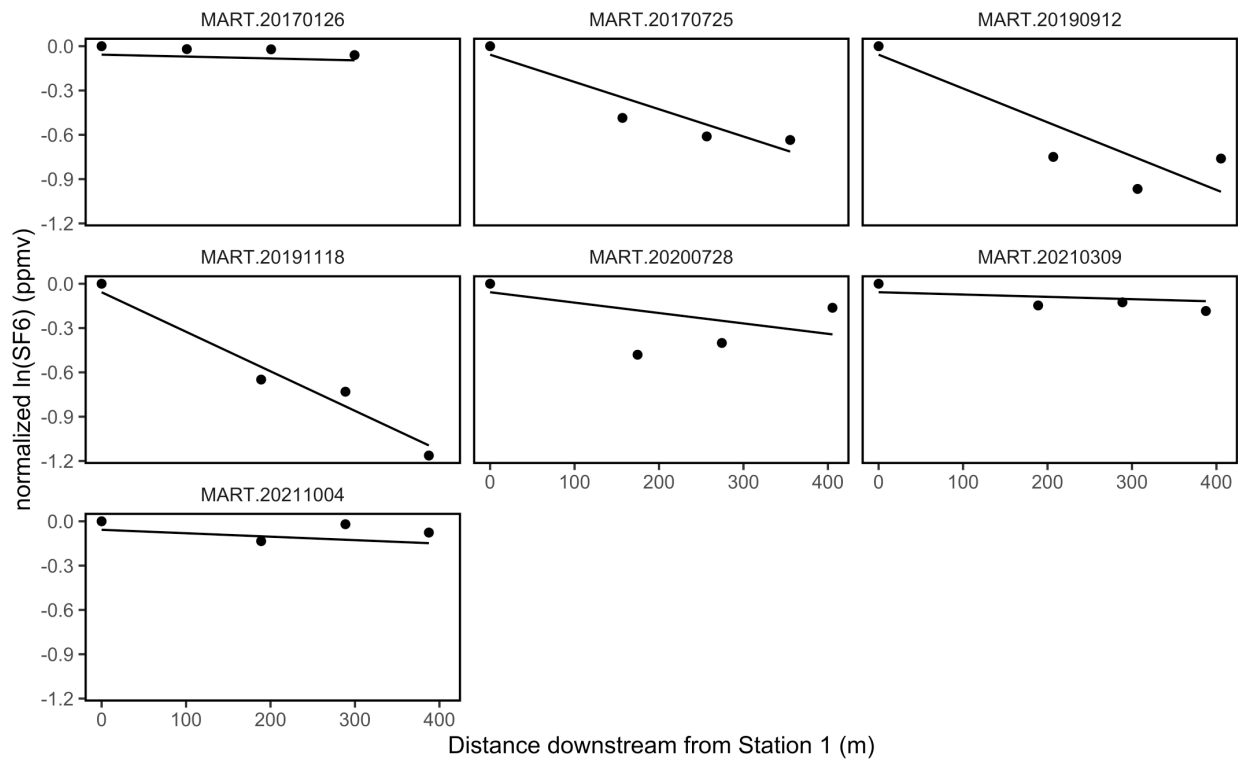 MART.20170126 MART.20170725 MART.20190912
0.0
-0.3
-0.6
-0.9
-1.2
MART.20191118 MART.20200728 MART.20210309
0.0
-0.3
-0.6
-0.9
-1.2
0 100 200 300 400 0 100 200 300 400
MART.20211004
0.0
-0.3
-0.6
-0.9
-1.2
0 100 200 300 400
normalized ln(SF6) (ppmv)
Distance downstream from Station 1 (m)